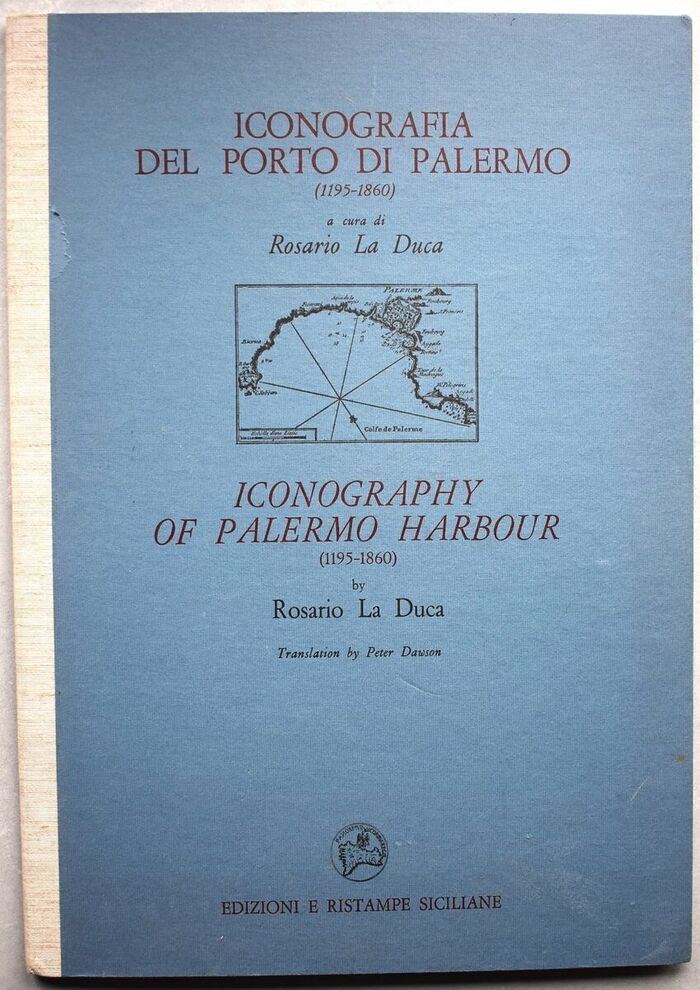 ICONOGRAFIA
DEL PORTO DI PALERMO
(1195-1860)
a cura di
Rosario La Duca
PALERME
Colfe de Palerme
ICONOGRAPHY
OF PALERMO HARBOUR
(1195-1860)
by
Rosario La Duca
Translation by Peter Dawson
EDIZIONI E RISTAMPE SICILIANE